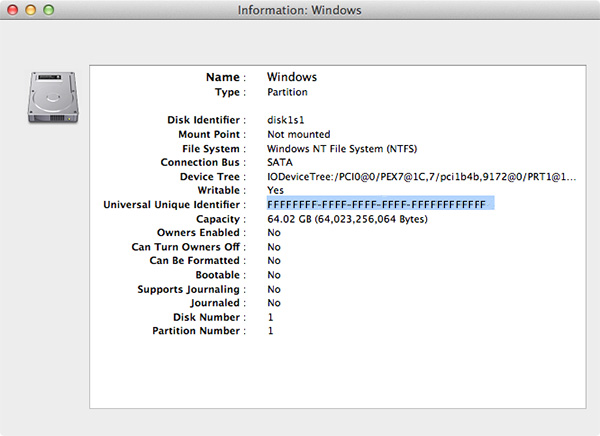 Information: Windows
Name : Windows
Type : Partition
Disk Identifier : disk1s1
Mount Point : Not mounted
File System : Windows NT File System (NTFS)
Connection Bus : SATA
Device Tree : IODeviceTree:/PCI0@0/PEX7@1C,7/pci1b4b,9172@0/PRT1@1...
Writable : Yes
Universal Unique Identifier : FFFFFFFF-FFFF-FFFF-FFFF-FFFFFFFFFFFF
Capacity : 64.02 GB (64,023,256,064 Bytes)
Owners Enabled : No
Can Turn Owners Off : No
Can Be Formatted : No
Bootable : No
Supports Journaling : No
Journaled : No
Disk Number : 1
Partition Number : 1